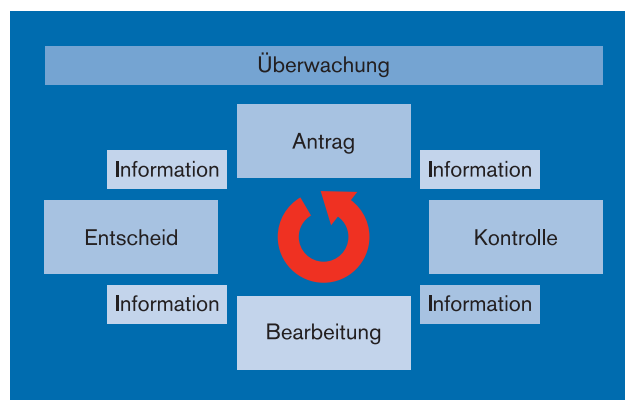 Überwachung
Antrag
Information
Information
Entscheid
Kontrolle
Information
Information
Bearbeitung